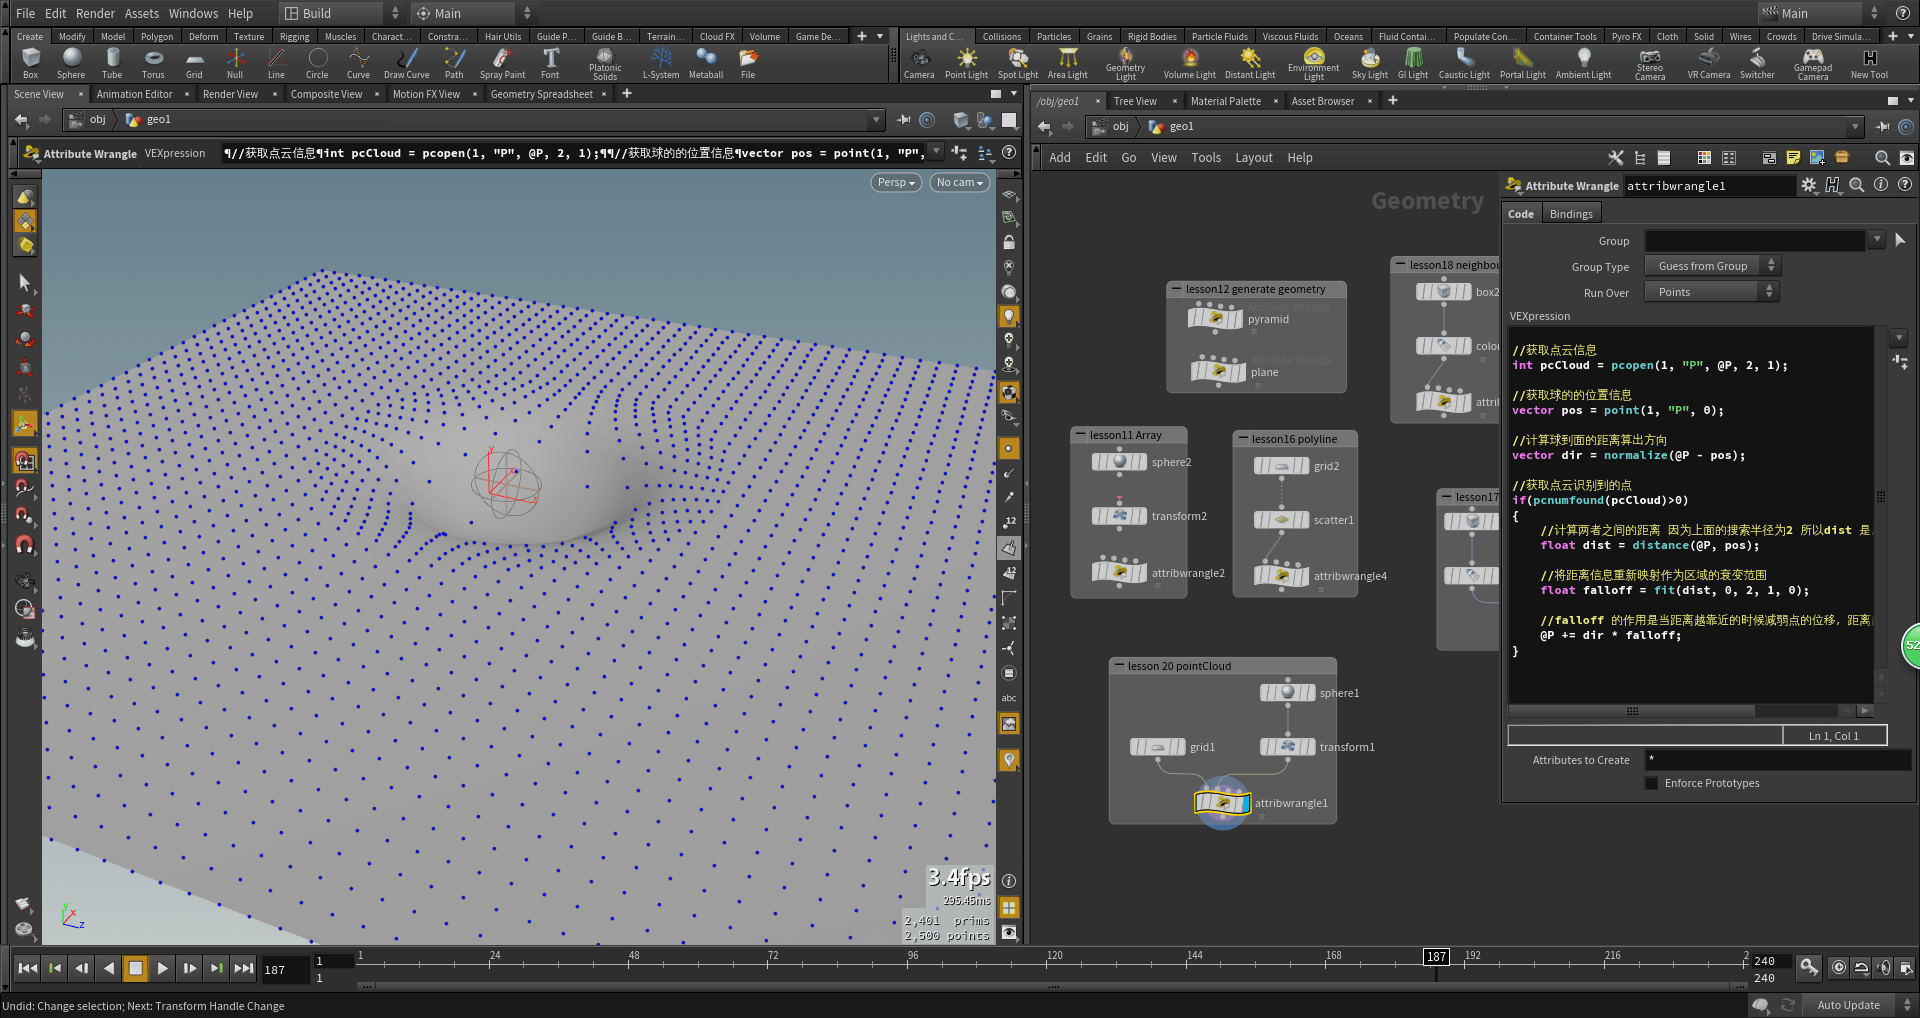 File Edit Render Assets Windows Help
Build
Main
Main
Create Modify Model Polygon Deform Texture Rigging Muscles Charact... Constra... Hair Utils Guide P... Guide B... Terrain... Cloud FX Volume Game De...
Box Sphere Tube Torus Grid Null Line Circle Curve Draw Curve Path Spray Paint Font Platonic Solids L-System Metaball File
Lights and C... Collisions Particles Grains Rigid Bodies Particle Fluids Viscous Fluids Oceans Fluid Contai... Populate Con... Container Tools Pyro FX Cloth Solid Wires Crowds Drive Simula...
Camera Point Light Spot Light Area Light Geometry Light Volume Light Distant Light Environment Light Sky Light GI Light Caustic Light Portal Light Ambient Light Stereo Camera VR Camera Switcher Gamepad Camera New Tool
Scene View Animation Editor Render View Composite View Motion FX View Geometry Spreadsheet
obj geo1
Attribute Wrangle VEXpression ¶//获取点云信息¶int pcCloud = pcopen(1, "P", @P, 2, 1);¶¶//获取球的的位置信息¶vector pos = point(1, "P",
Persp No cam
12
12
abc
y
y
x
z
3.4fps
295.45ms
2,401 prims
2,500 points
/obj/geo1 Tree View Material Palette Asset Browser
obj geo1
Add Edit Go View Tools Layout Help
Geometry
lesson12 generate geometry
Attribute Wrangle
pyramid
Attribute Wrangle
plane
lesson18 neighbou
box2
color
attrib
lesson11 Array
sphere2
transform2
attribwrangle2
lesson16 polyline
grid2
scatter1
attribwrangle4
lesson17
lesson 20 pointCloud
sphere1
grid1
transform1
attribwrangle1
Attribute Wrangle attribwrangle1
Code Bindings
Group
Group Type Guess from Group
Run Over Points
VEXpression
//获取点云信息
int pcCloud = pcopen(1, "P", @P, 2, 1);
//获取球的的位置信息
vector pos = point(1, "P", 0);
//计算球到面的距离算出方向
vector dir = normalize(@P - pos);
//获取点云识别到的点
if(pcnumfound(pcCloud)>0)
{
//计算两者之间的距离 因为上面的搜索半径为2 所以dist 是
float dist = distance(@P, pos);
//将距离信息重新映射作为区域的衰变范围
float falloff = fit(dist, 0, 2, 1, 0);
//falloff 的作用是当距离越靠近的时候减弱点的位移, 距离
@P += dir * falloff;
}
Ln 1, Col 1
Attributes to Create *
Enforce Prototypes
52
187
1
1
1 24 48 72 96 120 144 168 187 192 216 2
240
240
Undid: Change selection; Next: Transform Handle Change
Auto Update